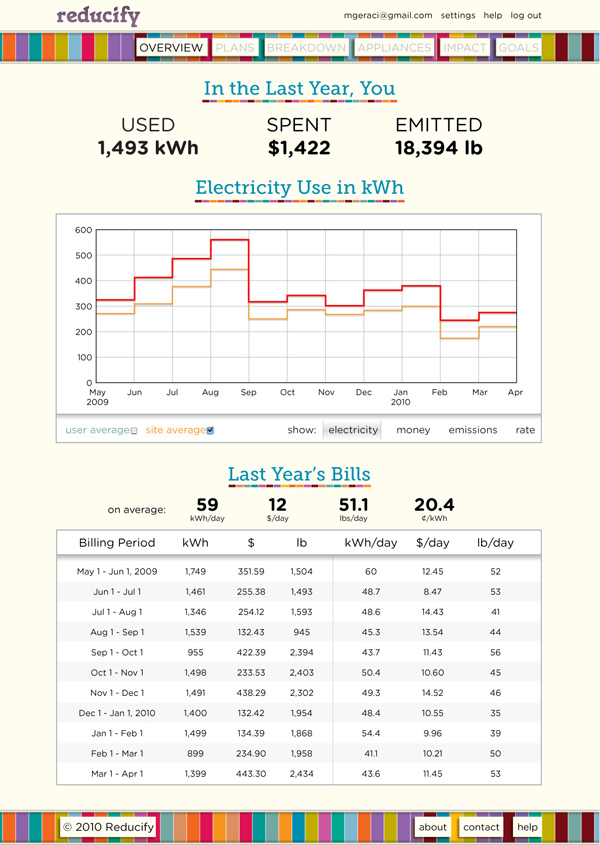 reducify
mgeraci@gmail.com settings help log out
OVERVIEW PLANS BREAKDOWN APPLIANCES IMPACT GOALS
In the Last Year, You
USED SPENT EMITTED
1,493 kWh $1,422 18,394 lb
Electricity Use in kWh
600
500
400
300
200
100
0
May Jun Jul Aug Sep Oct Nov Dec Jan Feb Mar Apr
2009 2010
user average site average show: electricity money emissions rate
Last Year's Bills
on average: 59 12 51.1 20.4
kWh/day $/day lbs/day ¢/kWh
Billing Period kWh $ lb kWh/day $/day lb/day
May 1 - Jun 1, 2009 1,749 351.59 1,504 60 12.45 52
Jun 1 - Jul 1 1,461 255.38 1,493 48.7 8.47 53
Jul 1 - Aug 1 1,346 254.12 1,593 48.6 14.43 41
Aug 1 - Sep 1 1,539 132.43 945 45.3 13.54 44
Sep 1 - Oct 1 955 422.39 2,394 43.7 11.43 56
Oct 1 - Nov 1 1,498 233.53 2,403 50.4 10.60 45
Nov 1 - Dec 1 1,491 438.29 2,302 49.3 14.52 46
Dec 1 - Jan 1, 2010 1,400 132.42 1,954 48.4 10.55 35
Jan 1 - Feb 1 1,499 134.39 1,868 54.4 9.96 39
Feb 1 - Mar 1 899 234.90 1,958 41.1 10.21 50
Mar 1 - Apr 1 1,399 443.30 2,434 43.6 11.45 53
© 2010 Reducify about contact help